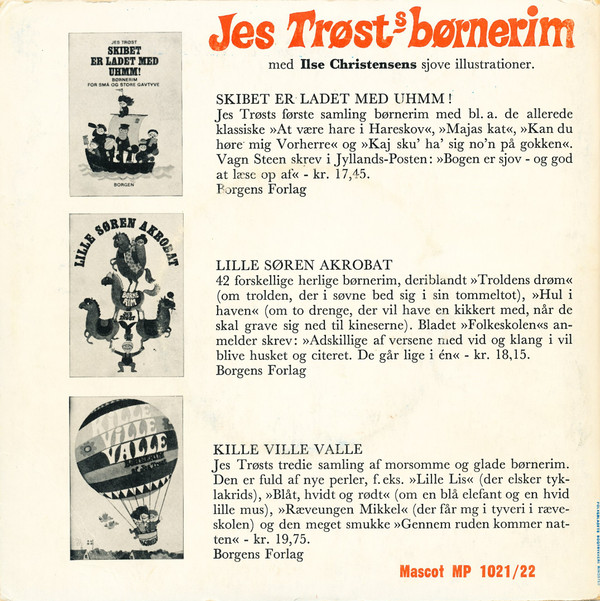 Jes Trøsts børnerim
med Ilse Christensens sjove illustrationer.
JES TRØST
SKIBET
ER LADET MED
UHMM!
BØRNERIM
FOR SMÅ OG STORE GAVTYVE
BORGEN
SKIBET ER LADET MED UHMM!
Jes Trøsts første samling børnerim med bl. a. de allerede
klassiske »At være hare i Hareskov«, »Majas kat«, »Kan du
høre mig Vorherre« og »Kaj sku' ha' sig no'n på gokken«.
Vagn Steen skrev i Jyllands-Posten: »Bogen er sjov - og god
at læse op af« - kr. 17,45.
Borgens Forlag
LILLE SØREN AKROBAT
BØRNE
RIM
JES
TRØST
LILLE SØREN AKROBAT
42 forskellige herlige børnerim, deriblandt »Troldens drøm«
(om trolden, der i søvne bed sig i sin tommeltot), »Hul i
haven« (om to drenge, der vil have en kikkert med, når de
skal grave sig ned til kineserne). Bladet »Folkeskolen«s an-
melder skrev: »Adskillige af versene med vid og klang i vil
blive husket og citeret. De går lige i én« - kr. 18,15.
Borgens Forlag
KILLE
VILLE
VALLE
KILLE VILLE VALLE
Jes Trøsts tredie samling af morsomme og glade børnerim.
Den er fuld af nye perler, f. eks. »Lille Lis« (der elsker tyk-
lakrids), »Blåt, hvidt og rødt« (om en blå elefant og en hvid
lille mus), »Ræveungen Mikkel« (der får mg i tyveri i ræve-
skolen) og den meget smukke »Gennem ruden kommer nat-
ten« - kr. 19,75.
Borgens Forlag
Mascot MP 1021/22